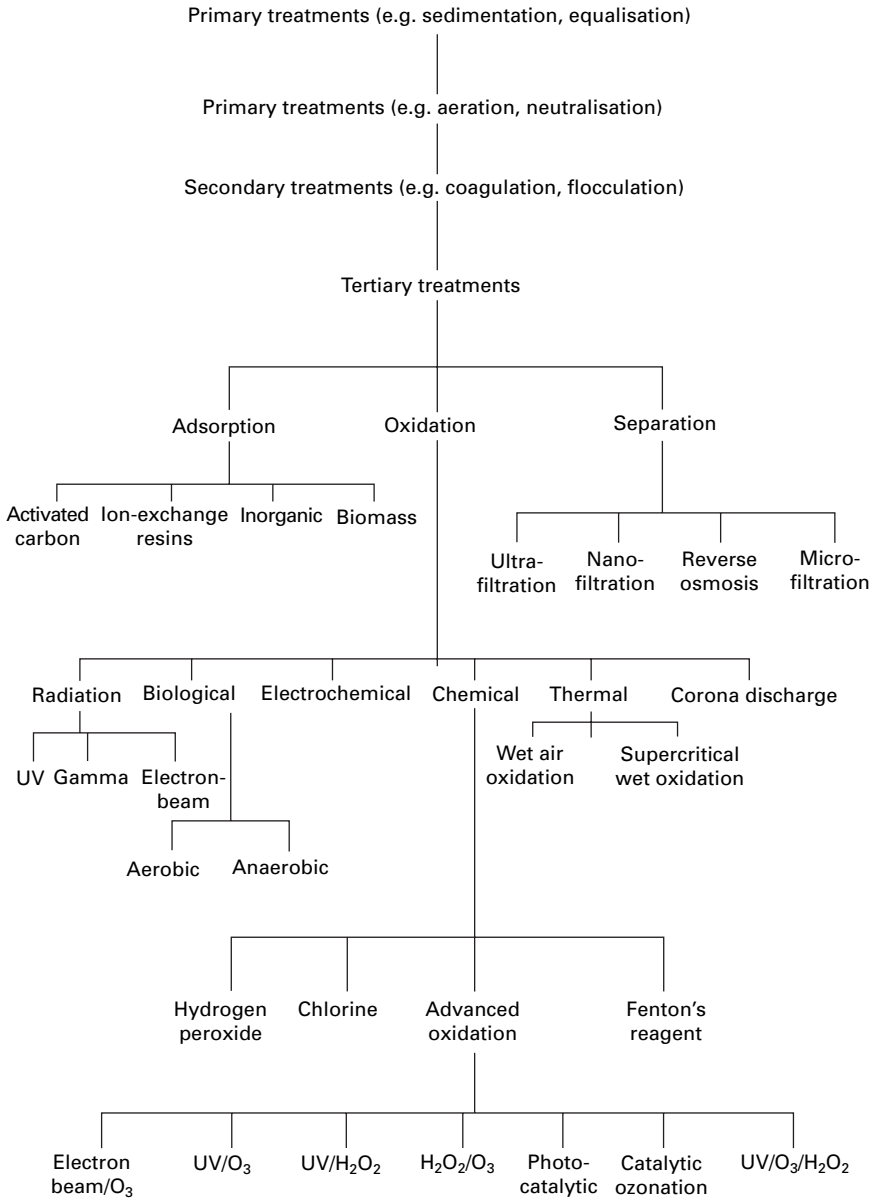 Primary treatments (e.g. sedimentation, equalisation)
Primary treatments (e.g. aeration, neutralisation)
Secondary treatments (e.g. coagulation, flocculation)
Tertiary treatments
Adsorption
Oxidation
Separation
Activated
carbon
Ion-exchange
resins
Inorganic
Biomass
Ultra-
filtration
Nano-
filtration
Reverse
osmosis
Micro-
filtration
Radiation
Biological
Electrochemical
Chemical
Thermal
Corona discharge
UV
Gamma
Electron-
beam
Wet air
oxidation
Supercritical
wet oxidation
Aerobic
Anaerobic
Hydrogen
peroxide
Chlorine
Advanced
oxidation
Fenton's
reagent
Electron
beam/O₃
UV/O₃
UV/H₂O₂
H₂O₂/O₃
Photo-
catalytic
Catalytic
ozonation
UV/O₃/H₂O₂